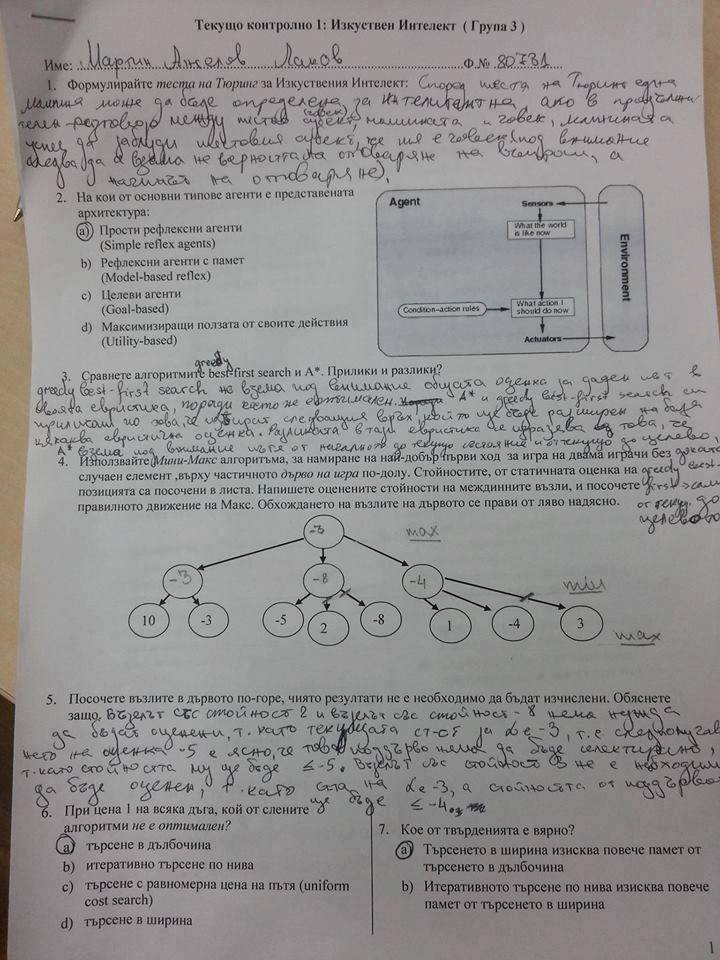 Текущо контролно 1: Изкуствен Интелект ( Група 3 )
Име: Мартин Ангелов Лаков Ф.№ 80731
1. Формулирайте теста на Тюринг за Изкуствения Интелект: Според теста на Тюринг една
машина може да бъде определена за интелигентна ако в
разговор между тестов субект, машината и човек, машината
успее да заблуди тестовия субект, че тя е човек (под внимание
следва да се взема не верността на отговаряне на въпроси, а
начинът на отговаряне).
2. На кои от основни типове агенти е представената
архитектура:
a) Прости рефлексни агенти
(Simple reflex agents)
b) Рефлексни агенти с памет
(Model-based reflex)
c) Целеви агенти
(Goal-based)
d) Максимизиращи ползата от своите действия
(Utility-based)
Agent
Sensors
What the world
is like now
Condition-action rules
What action I
should do now
Actuators
Environment
greedy
3. Сравнете алгоритмите best-first search и A*. Прилики и разлики?
greedy best-first search не взема под внимание общата оценка за даден път в
своята евристика, поради което не е оптимален. A* и greedy best-first search си
приличат по това, че избират следващия връх, който ще бъде разширен на база
някаква евристична оценка. Разликата в тази евристика се изразява в това, че
A* взема под внимание пътя от началното до текущо състояние и от текущо до целево,
докато
4. Използвайте Мини-Макс алгоритъма, за намиране на най-добър първи ход за игра на двама играчи без
случаен елемент ,върху частичното дърво на игра по-долу. Стойностите, от статичната оценка на
greedy best-
позицията са посочени в листа. Напишете оценените стойности на междинните възли, и посочете
first само
правилното движение на Макс. Обхождането на възлите на дървото се прави от ляво надясно.
от текущ. до
целево
-3 max
-3 -8 -4 min
10 -3 -5 2 -8 1 -4 3 max
5. Посочете възлите в дървото по-горе, чиято резултати не е необходимо да бъдат изчислени. Обяснете
защо. Възелът със стойност 2 и възелът със стойност -8 няма нужда
да бъдат оценени, т. като текущата ст-ст за α е -3, т.е. след
на оценка -5 е ясно, че това поддърво няма да бъде селектирано,
т. като стойността му ще бъде ≤ -5. Възелът със стойност 3 не е необходимо
да бъде оценен, т. като на α е -3, а стойността от поддървото
ще бъде ≤ -4.
6. При цена 1 на всяка дъга, кой от слените
алгоритми не е оптимален?
a) търсене в дълбочина
b) итеративно търсене по нива
c) търсене с равномерна цена на пътя (uniform
cost search)
d) търсене в ширина
7. Кое от твърденията е вярно?
a) Търсенето в ширина изисква повече памет от
търсенето в дълбочина
b) Итеративното търсене по нива изисква повече
памет от търсенето в ширина
1